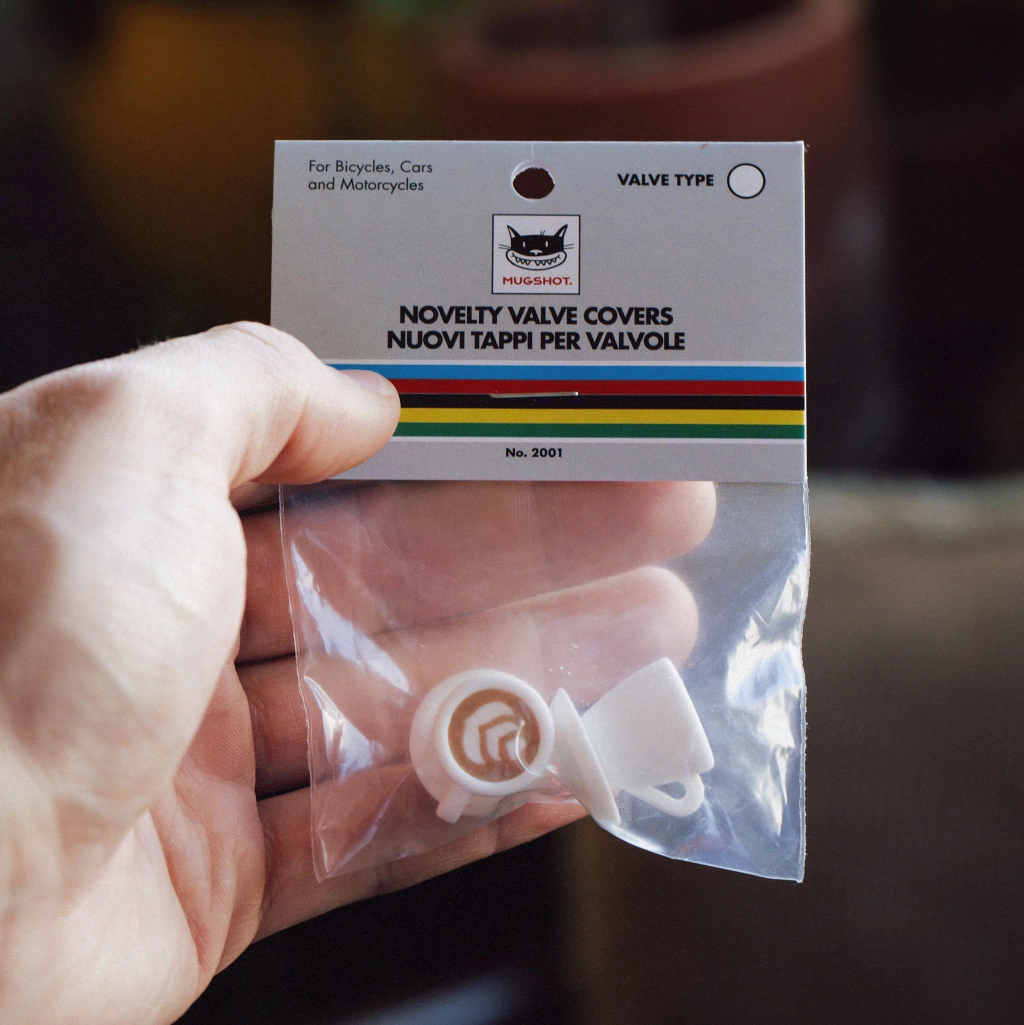 For Bicycles, Cars
and Motorcycles
VALVE TYPE
MUGSHOT.
NOVELTY VALVE COVERS
NUOVI TAPPI PER VALVOLE
No. 2001